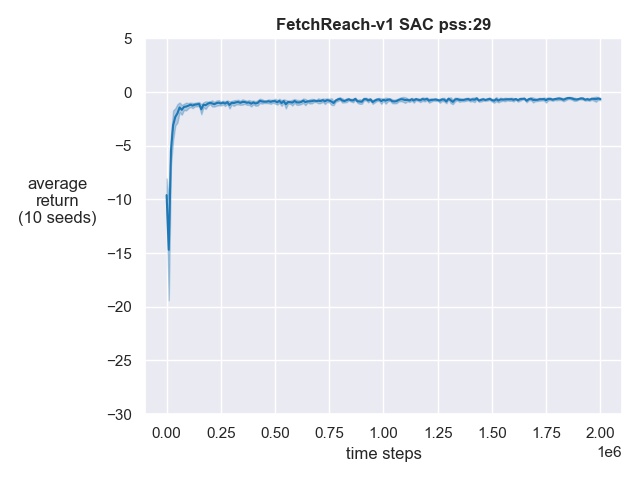 FetchReach-v1 SAC pss:29
5
0
−5
−10
−15
−20
−25
−30
average
return
(10 seeds)
0.00 0.25 0.50 0.75 1.00 1.25 1.50 1.75 2.00
1e6
time steps